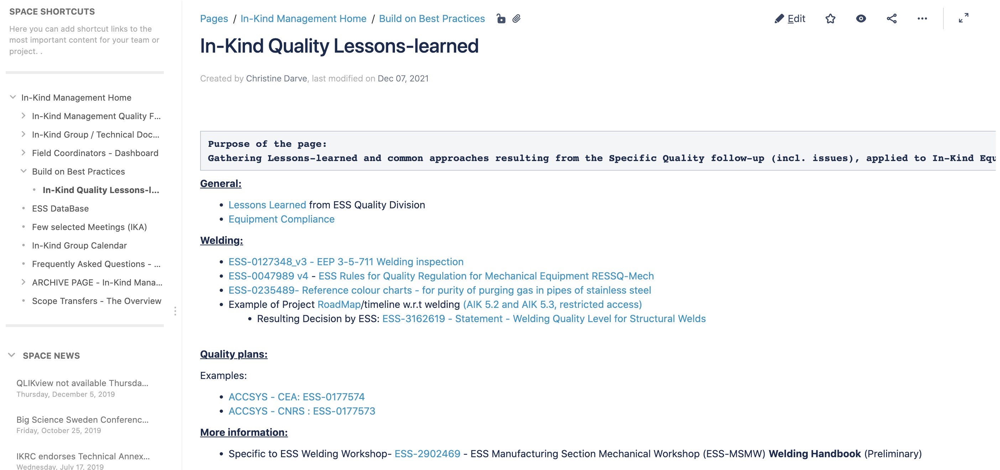 SPACE SHORTCUTS
Here you can add shortcut links to the
most important content for your team or
project. .
In-Kind Management Home
In-Kind Management Quality F...
In-Kind Group / Technical Doc...
Field Coordinators - Dashboard
Build on Best Practices
In-Kind Quality Lessons-l...
ESS DataBase
Few selected Meetings (IKA)
In-Kind Group Calendar
Frequently Asked Questions - ...
ARCHIVE PAGE - In-Kind Mana...
Scope Transfers - The Overview
SPACE NEWS
QLIKview not available Thursda...
Thursday, December 5, 2019
Big Science Sweden Conferenc...
Friday, October 25, 2019
IKRC endorses Technical Annex...
Wednesday, July 17, 2019
Pages / In-Kind Management Home / Build on Best Practices
Edit
In-Kind Quality Lessons-learned
Created by Christine Darve, last modified on Dec 07, 2021
Purpose of the page:
Gathering Lessons-learned and common approaches resulting from the Specific Quality follow-up (incl. issues), applied to In-Kind Equ
General:
• Lessons Learned from ESS Quality Division
• Equipment Compliance
Welding:
• ESS-0127348_v3 - EEP 3-5-711 Welding inspection
• ESS-0047989 v4 - ESS Rules for Quality Regulation for Mechanical Equipment RESSQ-Mech
• ESS-0235489- Reference colour charts - for purity of purging gas in pipes of stainless steel
• Example of Project RoadMap/timeline w.r.t welding (AIK 5.2 and AIK 5.3, restricted access)
• Resulting Decision by ESS: ESS-3162619 - Statement - Welding Quality Level for Structural Welds
Quality plans:
Examples:
• ACCSYS - CEA: ESS-0177574
• ACCSYS - CNRS : ESS-0177573
More information:
• Specific to ESS Welding Workshop- ESS-2902469 - ESS Manufacturing Section Mechanical Workshop (ESS-MSMW) Welding Handbook (Preliminary)